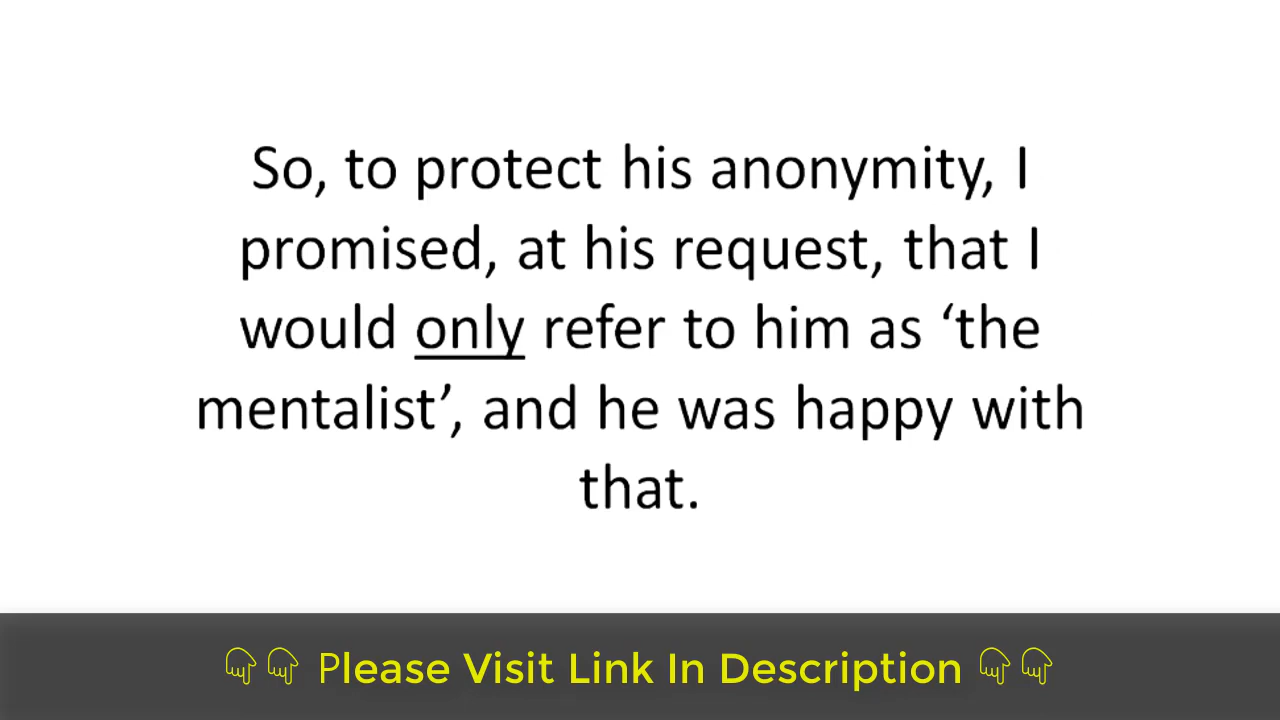 So, to protect his anonymity, I
promised, at his request, that I
would only refer to him as ‘the
mentalist’, and he was happy with
that.
Please Visit Link In Description